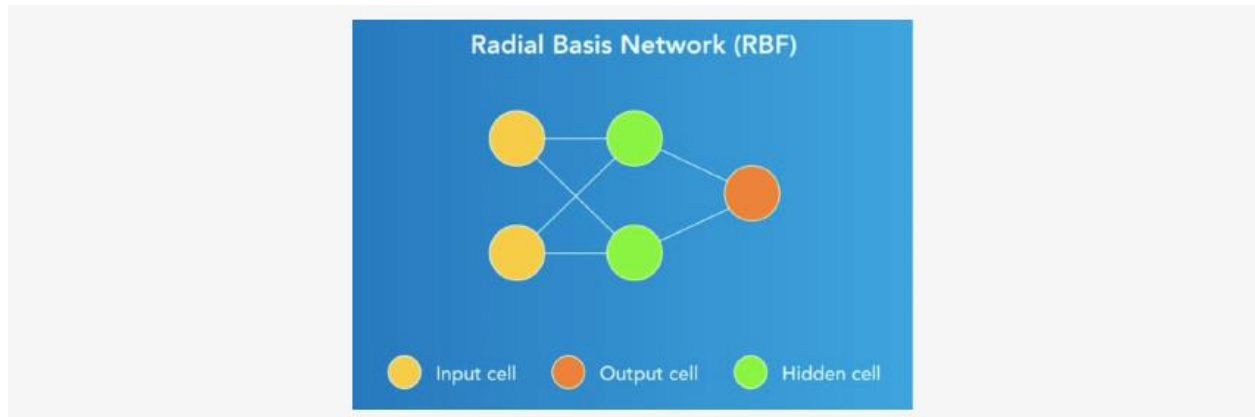 Radial Basis Network (RBF)
Input cell Output cell Hidden cell